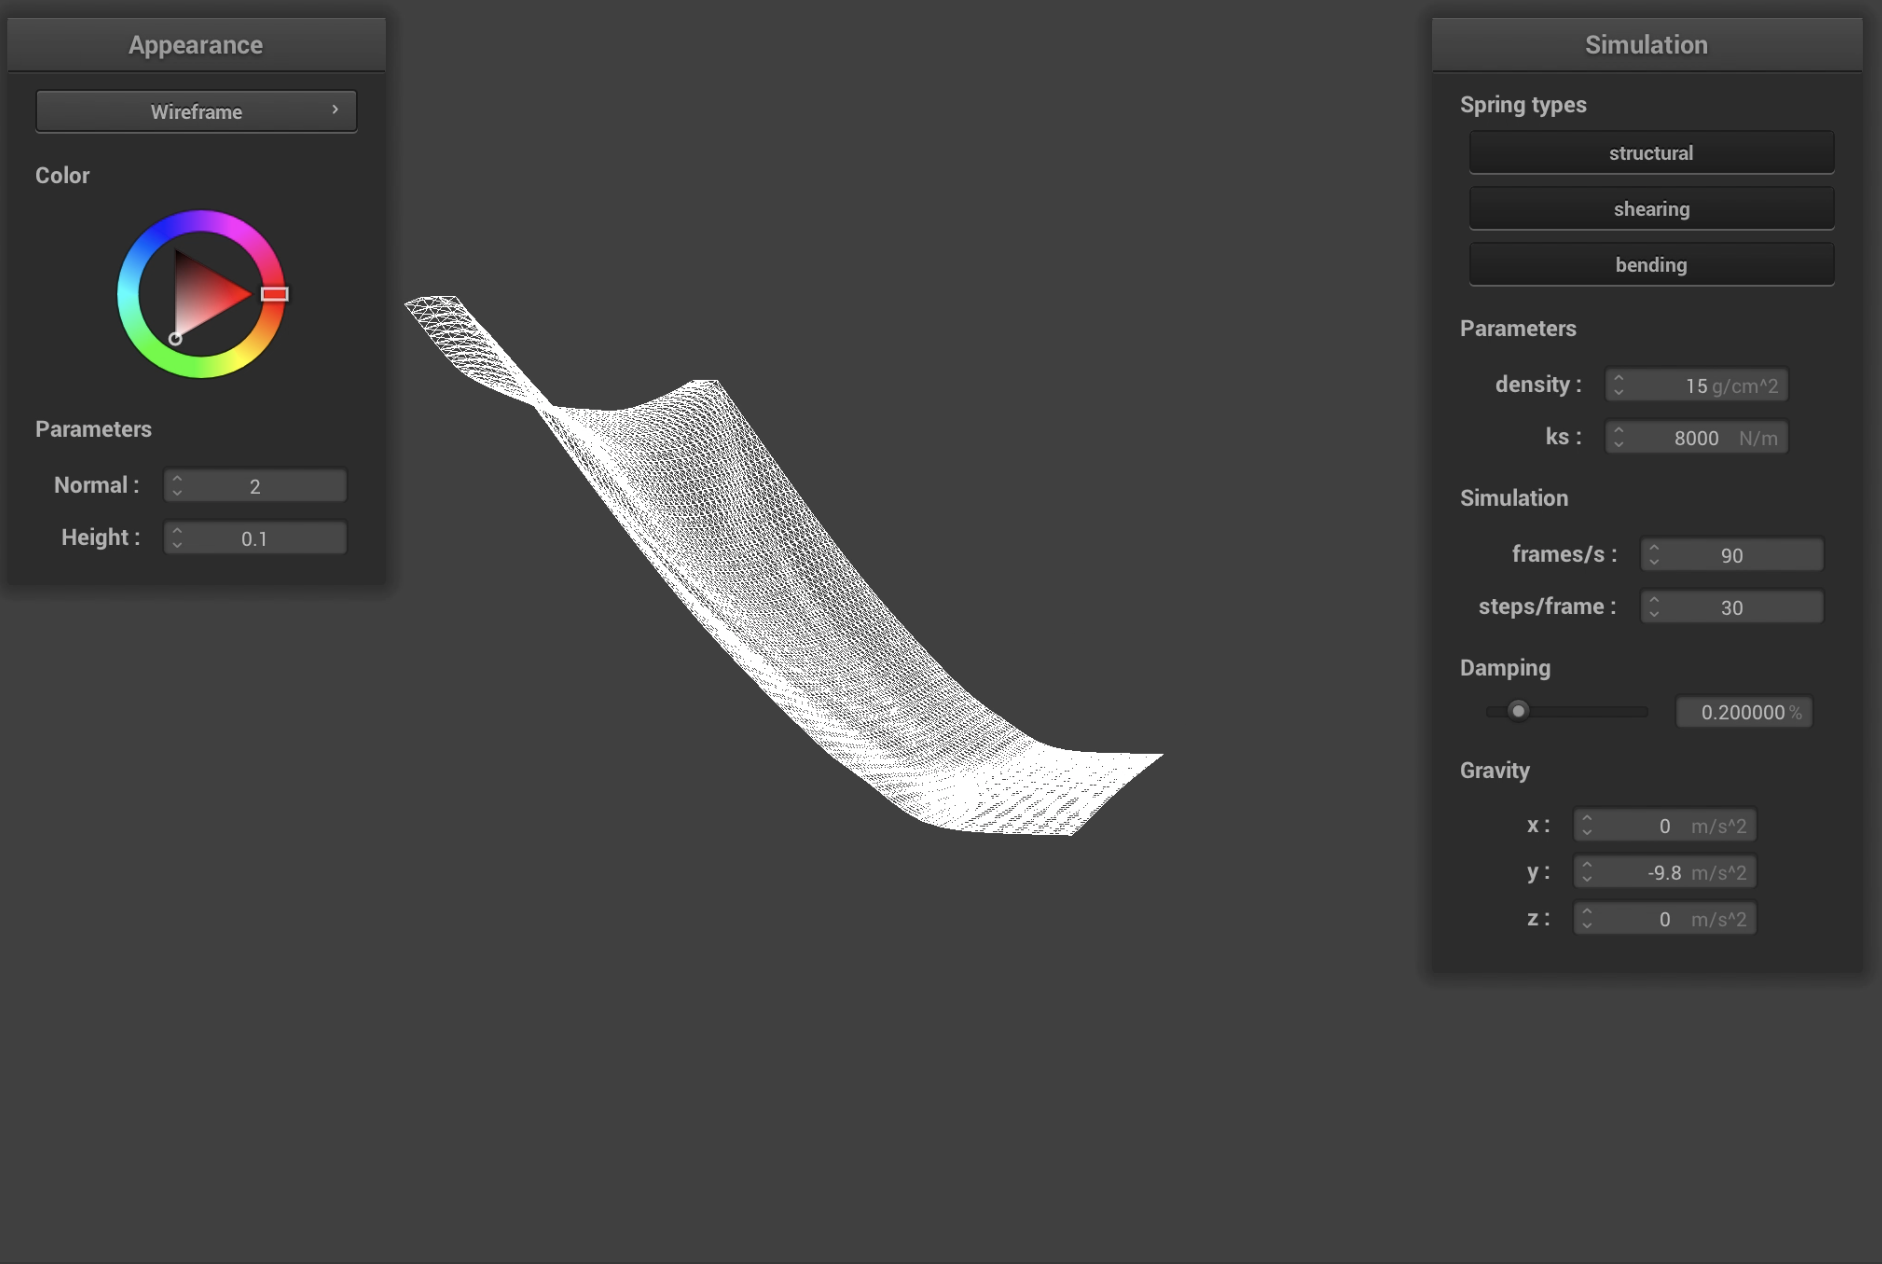 Appearance
Wireframe
Color
Parameters
Normal : 2
Height : 0.1
Simulation
Spring types
structural
shearing
bending
Parameters
density : 15 g/cm^2
ks : 8000 N/m
Simulation
frames/s : 90
steps/frame : 30
Damping
0.200000 %
Gravity
x : 0 m/s^2
y : -9.8 m/s^2
z : 0 m/s^2